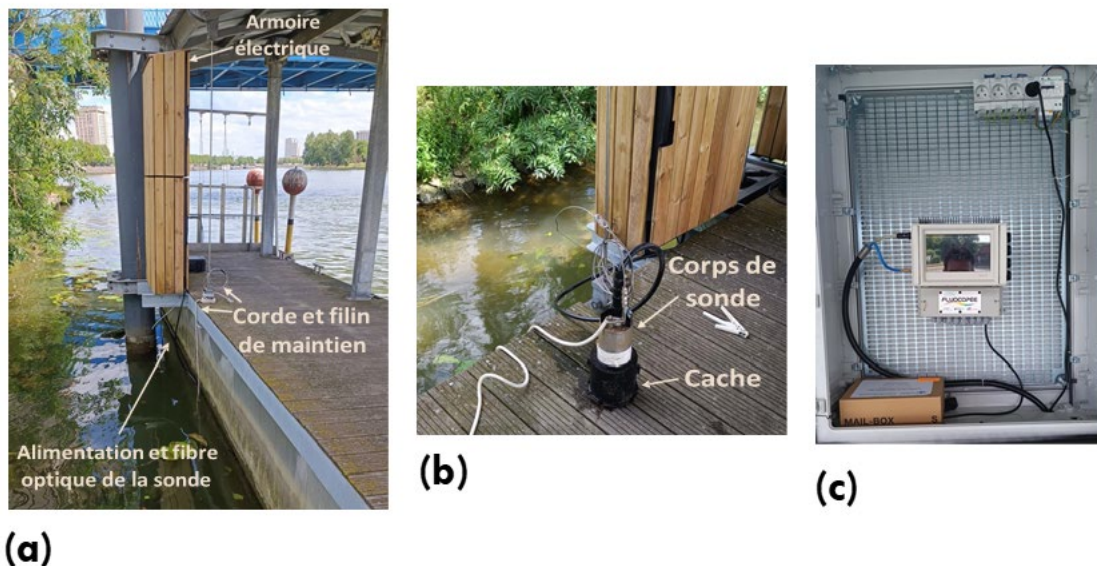 Armoire
électrique
Corde et filin
de maintien
Alimentation et fibre
optique de la sonde
(a)
Corps de
sonde
Cache
(b)
FLUOCOPEE
MAIL-BOX S
(c)